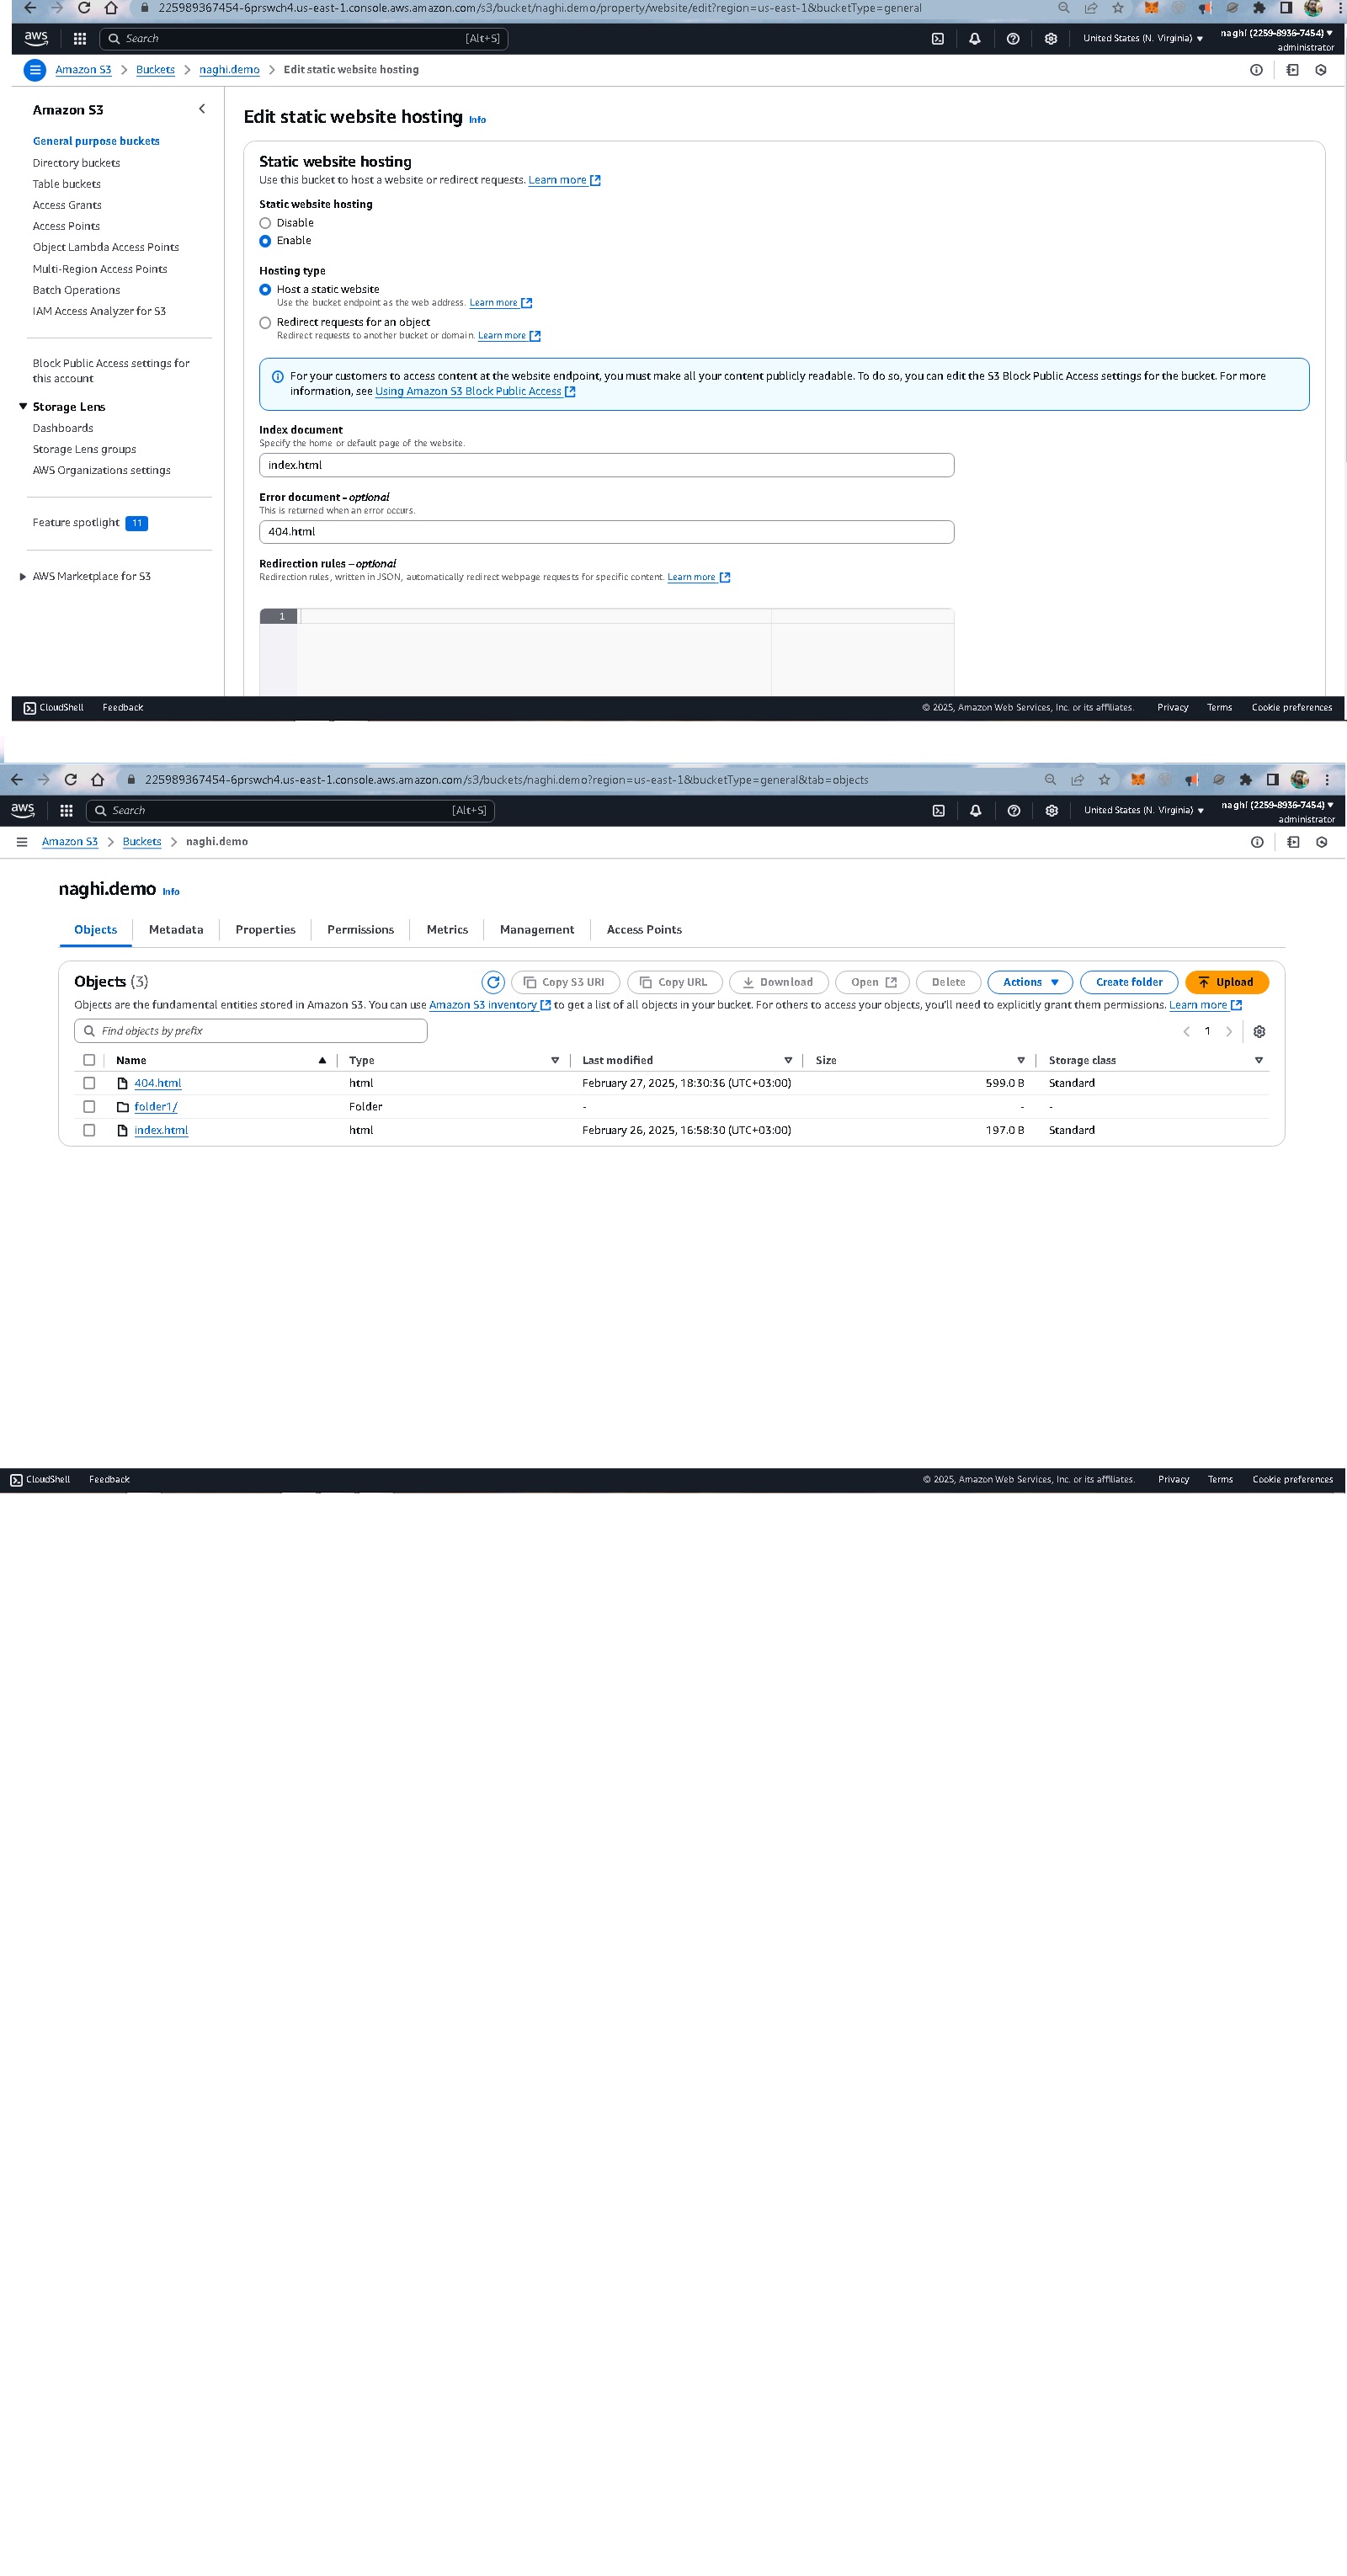 225989367454-6prswch4.us-east-1.console.aws.amazon.com/s3/bucket/naghi.demo/property/website/edit?region=us-east-1&bucketType=general
aws Search [Alt+S] United States (N. Virginia) naghi (2259-8936-7454)
administrator
Amazon S3 Buckets naghi.demo Edit static website hosting
Amazon S3
General purpose buckets
Directory buckets
Table buckets
Access Grants
Access Points
Object Lambda Access Points
Multi-Region Access Points
Batch Operations
IAM Access Analyzer for S3
Block Public Access settings for
this account
Storage Lens
Dashboards
Storage Lens groups
AWS Organizations settings
Feature spotlight 11
AWS Marketplace for S3
Edit static website hosting Info
Static website hosting
Use this bucket to host a website or redirect requests. Learn more
Static website hosting
Disable
Enable
Hosting type
Host a static website
Use the bucket endpoint as the web address. Learn more
Redirect requests for an object
Redirect requests to another bucket or domain. Learn more
For your customers to access content at the website endpoint, you must make all your content publicly readable. To do so, you can edit the S3 Block Public Access settings for the bucket. For more
information, see Using Amazon S3 Block Public Access
Index document
Specify the home or default page of the website.
index.html
Error document - optional
This is returned when an error occurs.
404.html
Redirection rules – optional
Redirection rules, written in JSON, automatically redirect webpage requests for specific content. Learn more
1
CloudShell Feedback © 2025, Amazon Web Services, Inc. or its affiliates. Privacy Terms Cookie preferences
225989367454-6prswch4.us-east-1.console.aws.amazon.com/s3/buckets/naghi.demo?region=us-east-1&bucketType=general&tab=objects
aws Search [Alt+S] United States (N. Virginia) naghi (2259-8936-7454)
administrator
Amazon S3 Buckets naghi.demo
naghi.demo Info
Objects Metadata Properties Permissions Metrics Management Access Points
Objects (3) Copy S3 URI Copy URL Download Open Delete Actions Create folder Upload
Objects are the fundamental entities stored in Amazon S3. You can use Amazon S3 inventory to get a list of all objects in your bucket. For others to access your objects, you'll need to explicitly grant them permissions. Learn more
Find objects by prefix 1
Name Type Last modified Size Storage class
404.html html February 27, 2025, 18:30:36 (UTC+03:00) 599.0 B Standard
folder1/ Folder - - -
index.html html February 26, 2025, 16:58:30 (UTC+03:00) 197.0 B Standard
CloudShell Feedback © 2025, Amazon Web Services, Inc. or its affiliates. Privacy Terms Cookie preferences